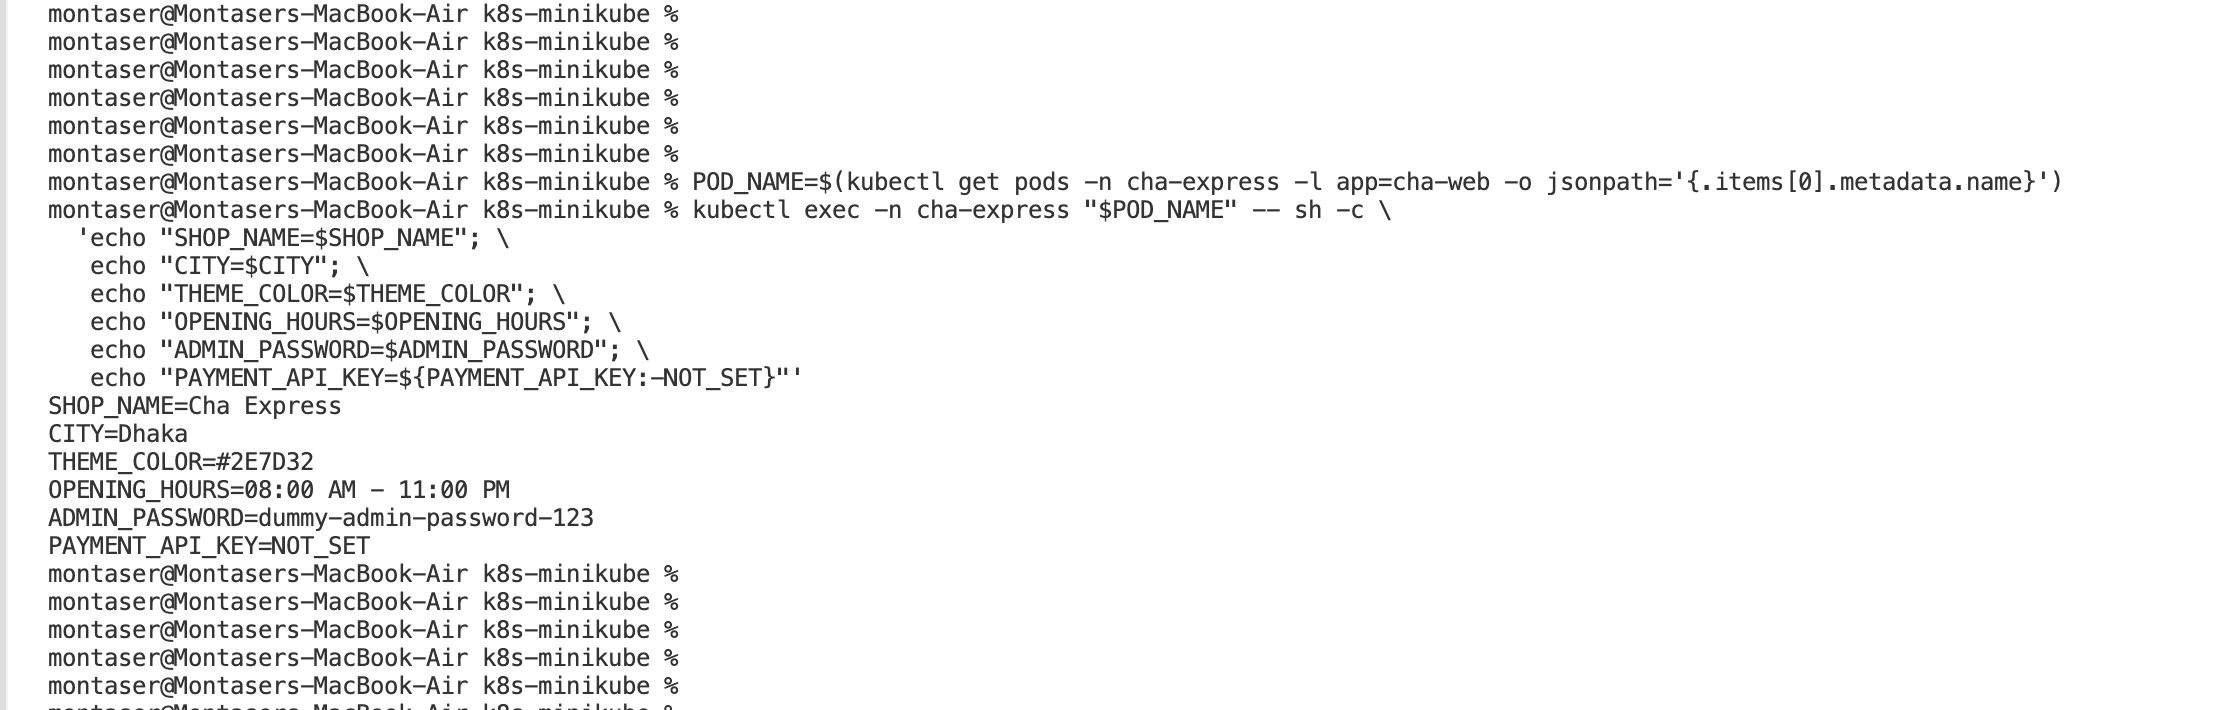 montaser@Montasers-MacBook-Air k8s-minikube %
montaser@Montasers-MacBook-Air k8s-minikube %
montaser@Montasers-MacBook-Air k8s-minikube %
montaser@Montasers-MacBook-Air k8s-minikube %
montaser@Montasers-MacBook-Air k8s-minikube %
montaser@Montasers-MacBook-Air k8s-minikube %
montaser@Montasers-MacBook-Air k8s-minikube % POD_NAME=$(kubectl get pods -n cha-express -l app=cha-web -o jsonpath='{.items[0].metadata.name}')
montaser@Montasers-MacBook-Air k8s-minikube % kubectl exec -n cha-express "$POD_NAME" -- sh -c \
  'echo "SHOP_NAME=$SHOP_NAME"; \
   echo "CITY=$CITY"; \
   echo "THEME_COLOR=$THEME_COLOR"; \
   echo "OPENING_HOURS=$OPENING_HOURS"; \
   echo "ADMIN_PASSWORD=$ADMIN_PASSWORD"; \
   echo "PAYMENT_API_KEY=${PAYMENT_API_KEY:-NOT_SET}"'
SHOP_NAME=Cha Express
CITY=Dhaka
THEME_COLOR=#2E7D32
OPENING_HOURS=08:00 AM - 11:00 PM
ADMIN_PASSWORD=dummy-admin-password-123
PAYMENT_API_KEY=NOT_SET
montaser@Montasers-MacBook-Air k8s-minikube %
montaser@Montasers-MacBook-Air k8s-minikube %
montaser@Montasers-MacBook-Air k8s-minikube %
montaser@Montasers-MacBook-Air k8s-minikube %
montaser@Montasers-MacBook-Air k8s-minikube %
montaser@Montasers-MacBook-Air k8s-minikube %